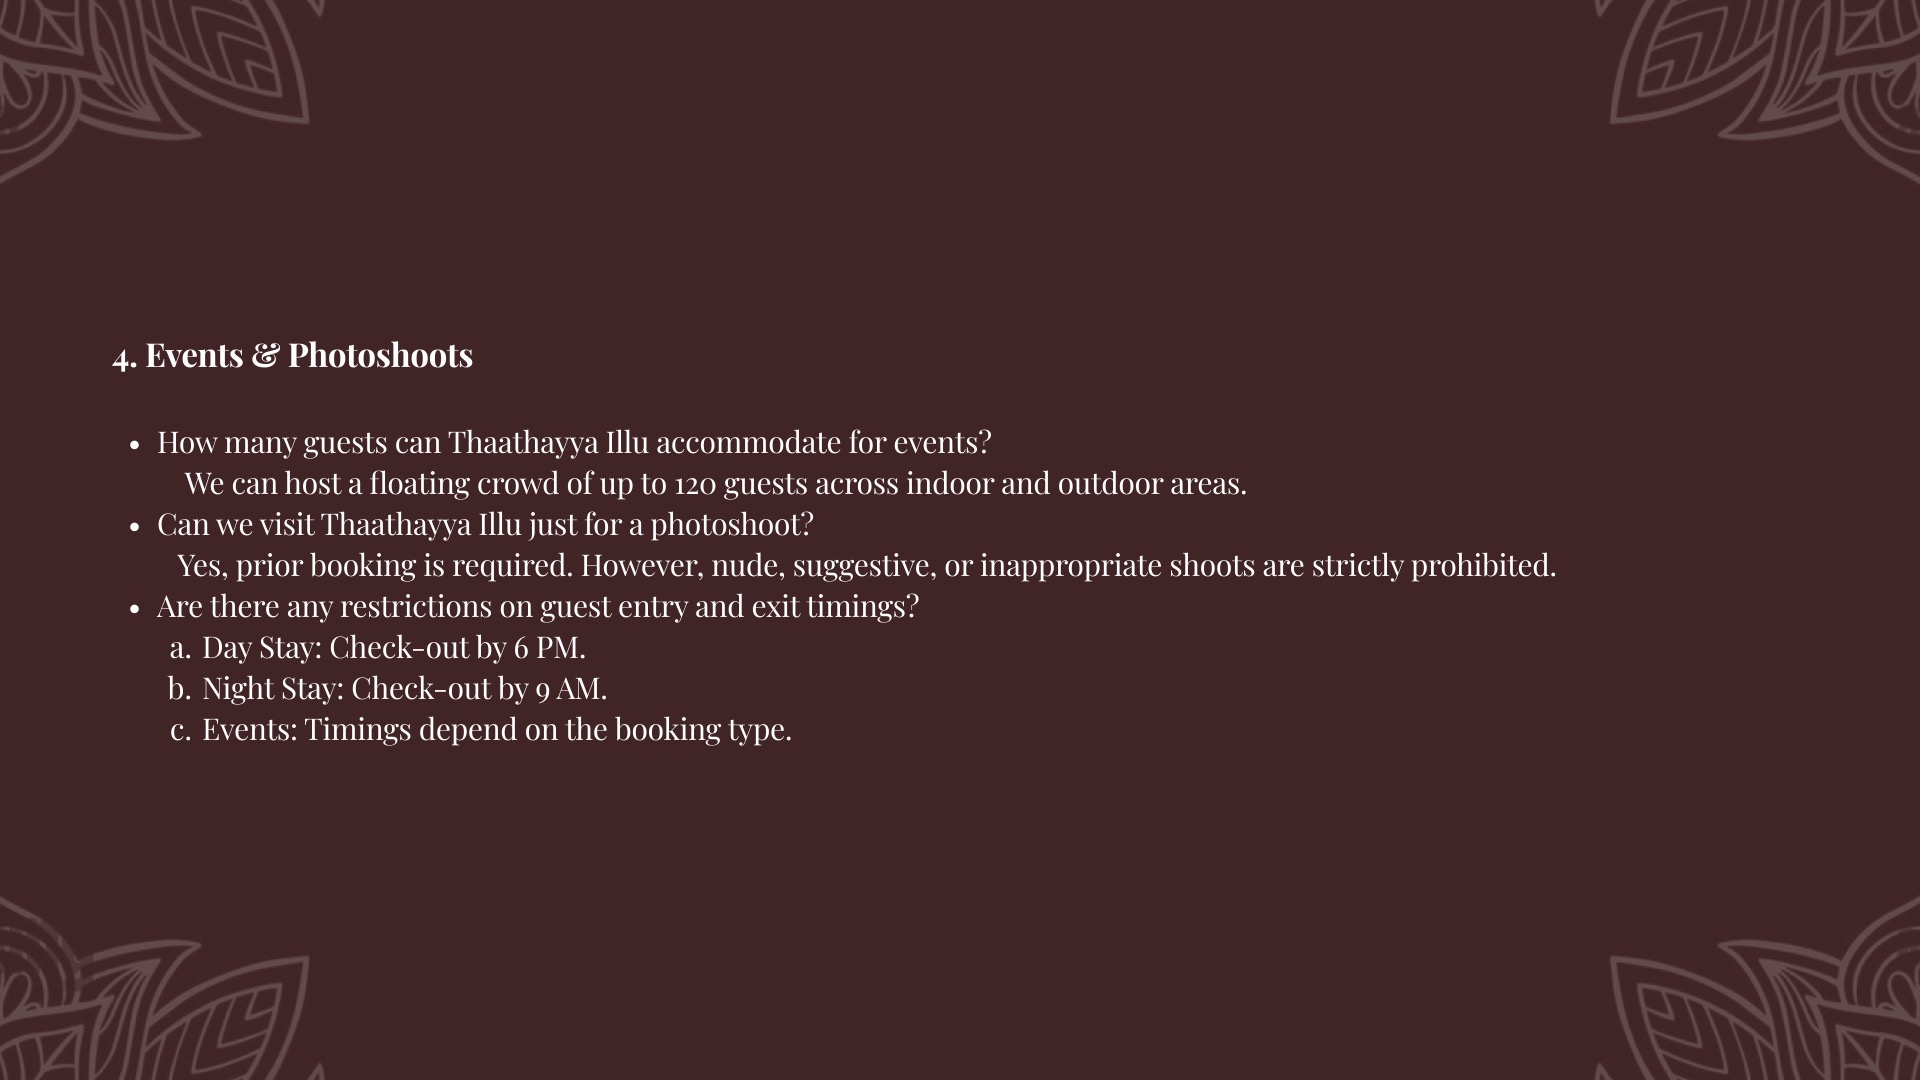 4. Events & Photoshoots
• How many guests can Thaathayya Illu accommodate for events?
We can host a floating crowd of up to 120 guests across indoor and outdoor areas.
• Can we visit Thaathayya Illu just for a photoshoot?
Yes, prior booking is required. However, nude, suggestive, or inappropriate shoots are strictly prohibited.
• Are there any restrictions on guest entry and exit timings?
a. Day Stay: Check-out by 6 PM.
b. Night Stay: Check-out by 9 AM.
c. Events: Timings depend on the booking type.